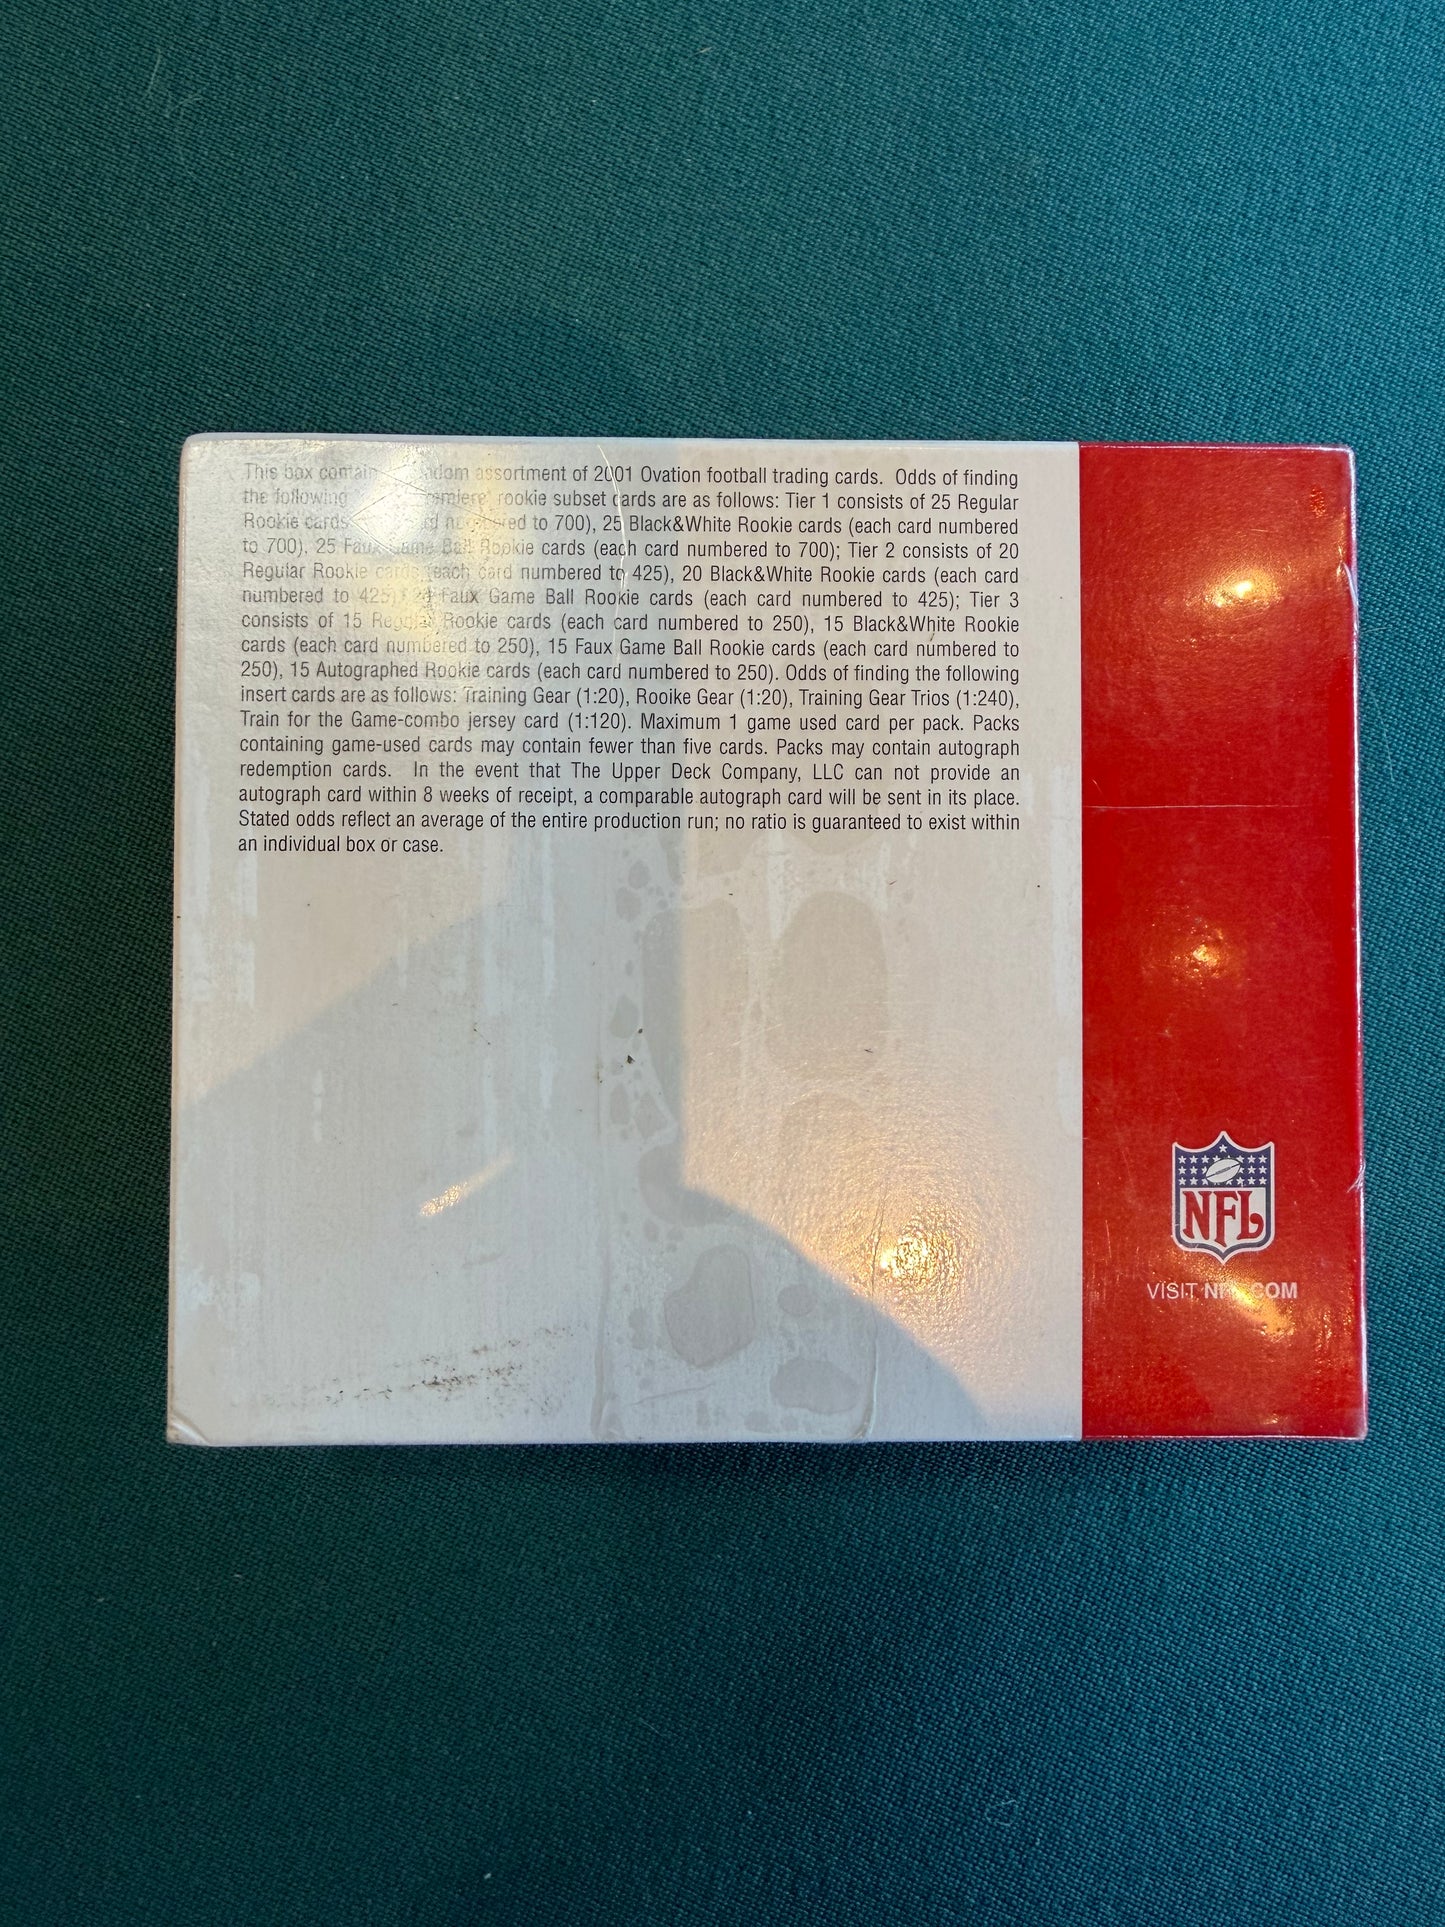 This box contain random assortment of 2001 Ovation football trading cards. Odds of finding
the following premiere' rookie subset cards are as follows: Tier 1 consists of 25 Regular
Rookie cards card numbered to 700), 25 Black&White Rookie cards (each card numbered
to 700), 25 Faux Game Ball Rookie cards (each card numbered to 700); Tier 2 consists of 20
Regular Rookie cards (each card numbered to 425), 20 Black&White Rookie cards (each card
numbered to 425), 20 Faux Game Ball Rookie cards (each card numbered to 425); Tier 3
consists of 15 Regular Rookie cards (each card numbered to 250), 15 Black&White Rookie
cards (each card numbered to 250), 15 Faux Game Ball Rookie cards (each card numbered to
250), 15 Autographed Rookie cards (each card numbered to 250). Odds of finding the following
insert cards are as follows: Training Gear (1:20), Rooike Gear (1:20), Training Gear Trios (1:240),
Train for the Game-combo jersey card (1:120). Maximum 1 game used card per pack. Packs
containing game-used cards may contain fewer than five cards. Packs may contain autograph
redemption cards. In the event that The Upper Deck Company, LLC can not provide an
autograph card within 8 weeks of receipt, a comparable autograph card will be sent in its place.
Stated odds reflect an average of the entire production run; no ratio is guaranteed to exist within
an individual box or case.
NFL
VISIT NFL.COM